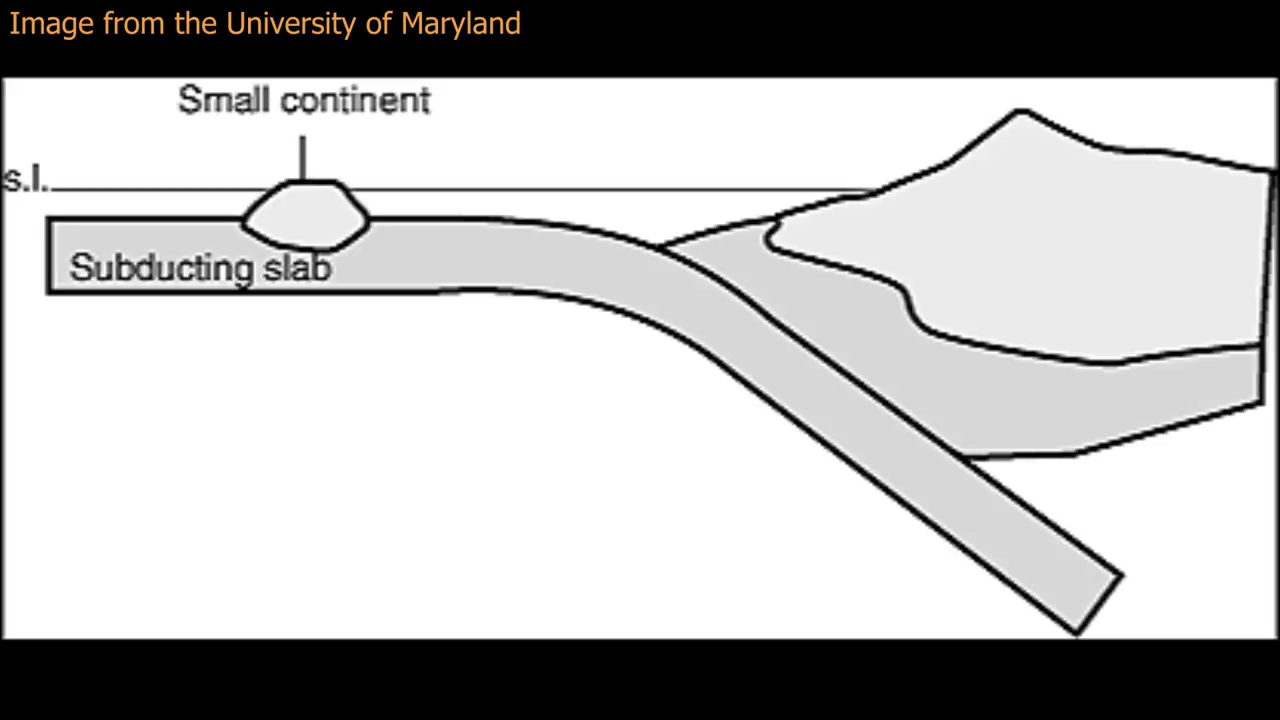 Image from the University of Maryland
Small continent
s.l.
Subducting slab